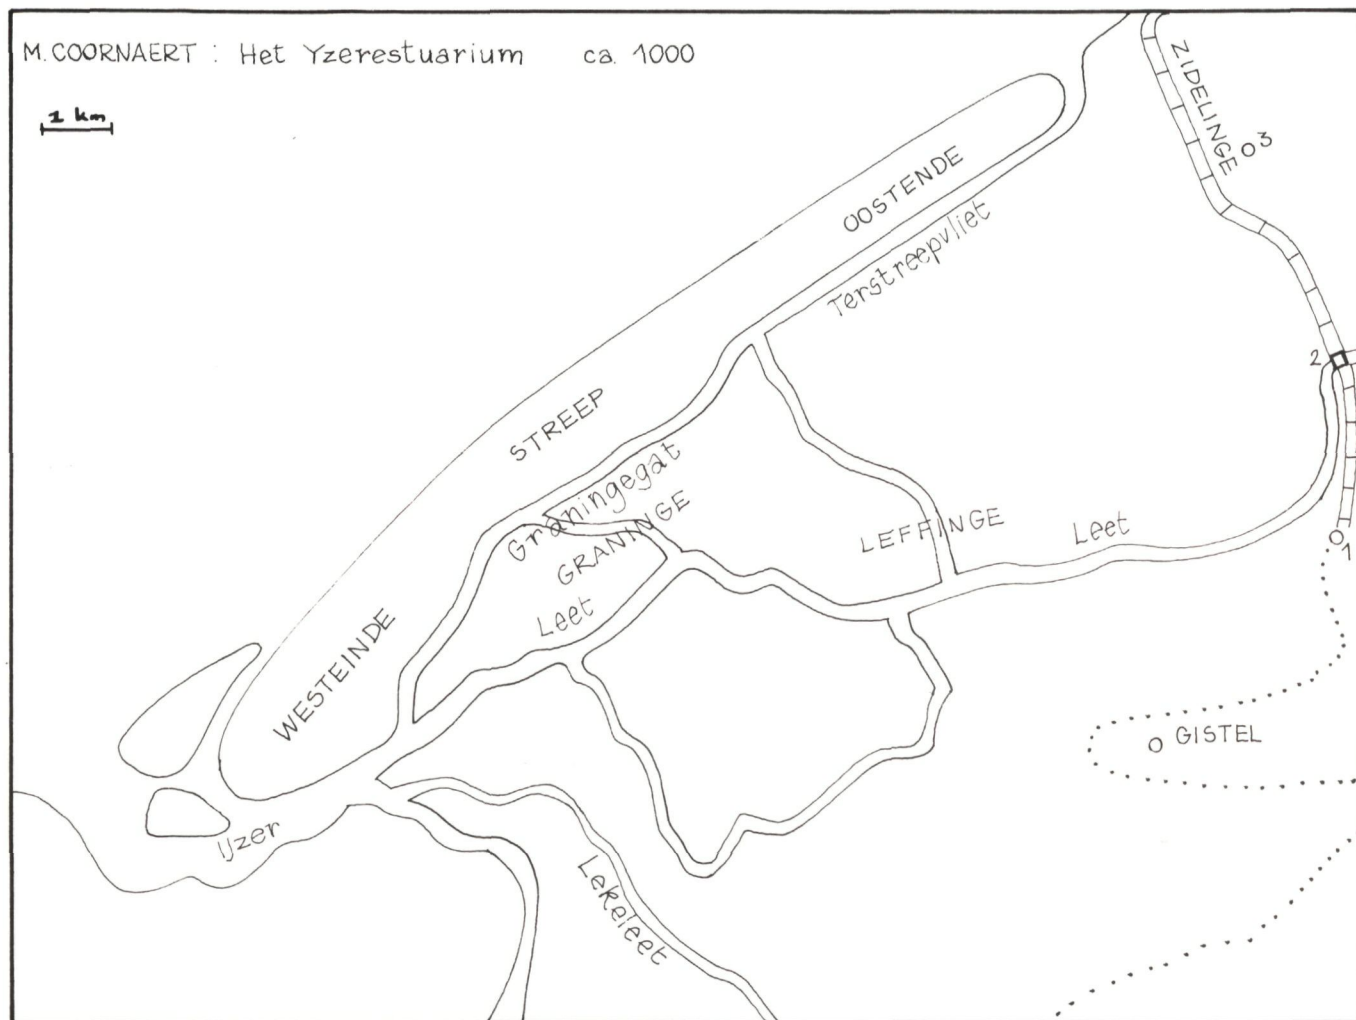 M. COORNAERT : Het Yzerestuarium ca. 1000
1 km
ZIDELINGE
3
OOSTENDE
Terstreepvliet
2
STREEP
Graningegat
GRANINGE
LEFFINGE
Leet
1
Leet
WESTEINDE
GISTEL
IJzer
Lekeleet